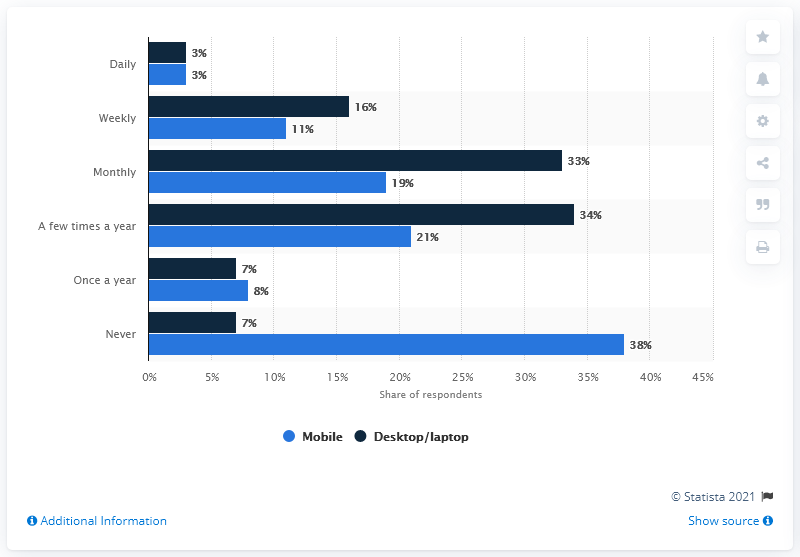 Daily
3%
3%
Weekly
16%
11%
Monthly
33%
19%
A few times a year
34%
21%
Once a year
7%
8%
Never
7%
38%
0% 5% 10% 15% 20% 25% 30% 35% 40% 45%
Share of respondents
Mobile Desktop/laptop
© Statista 2021
Additional Information Show source